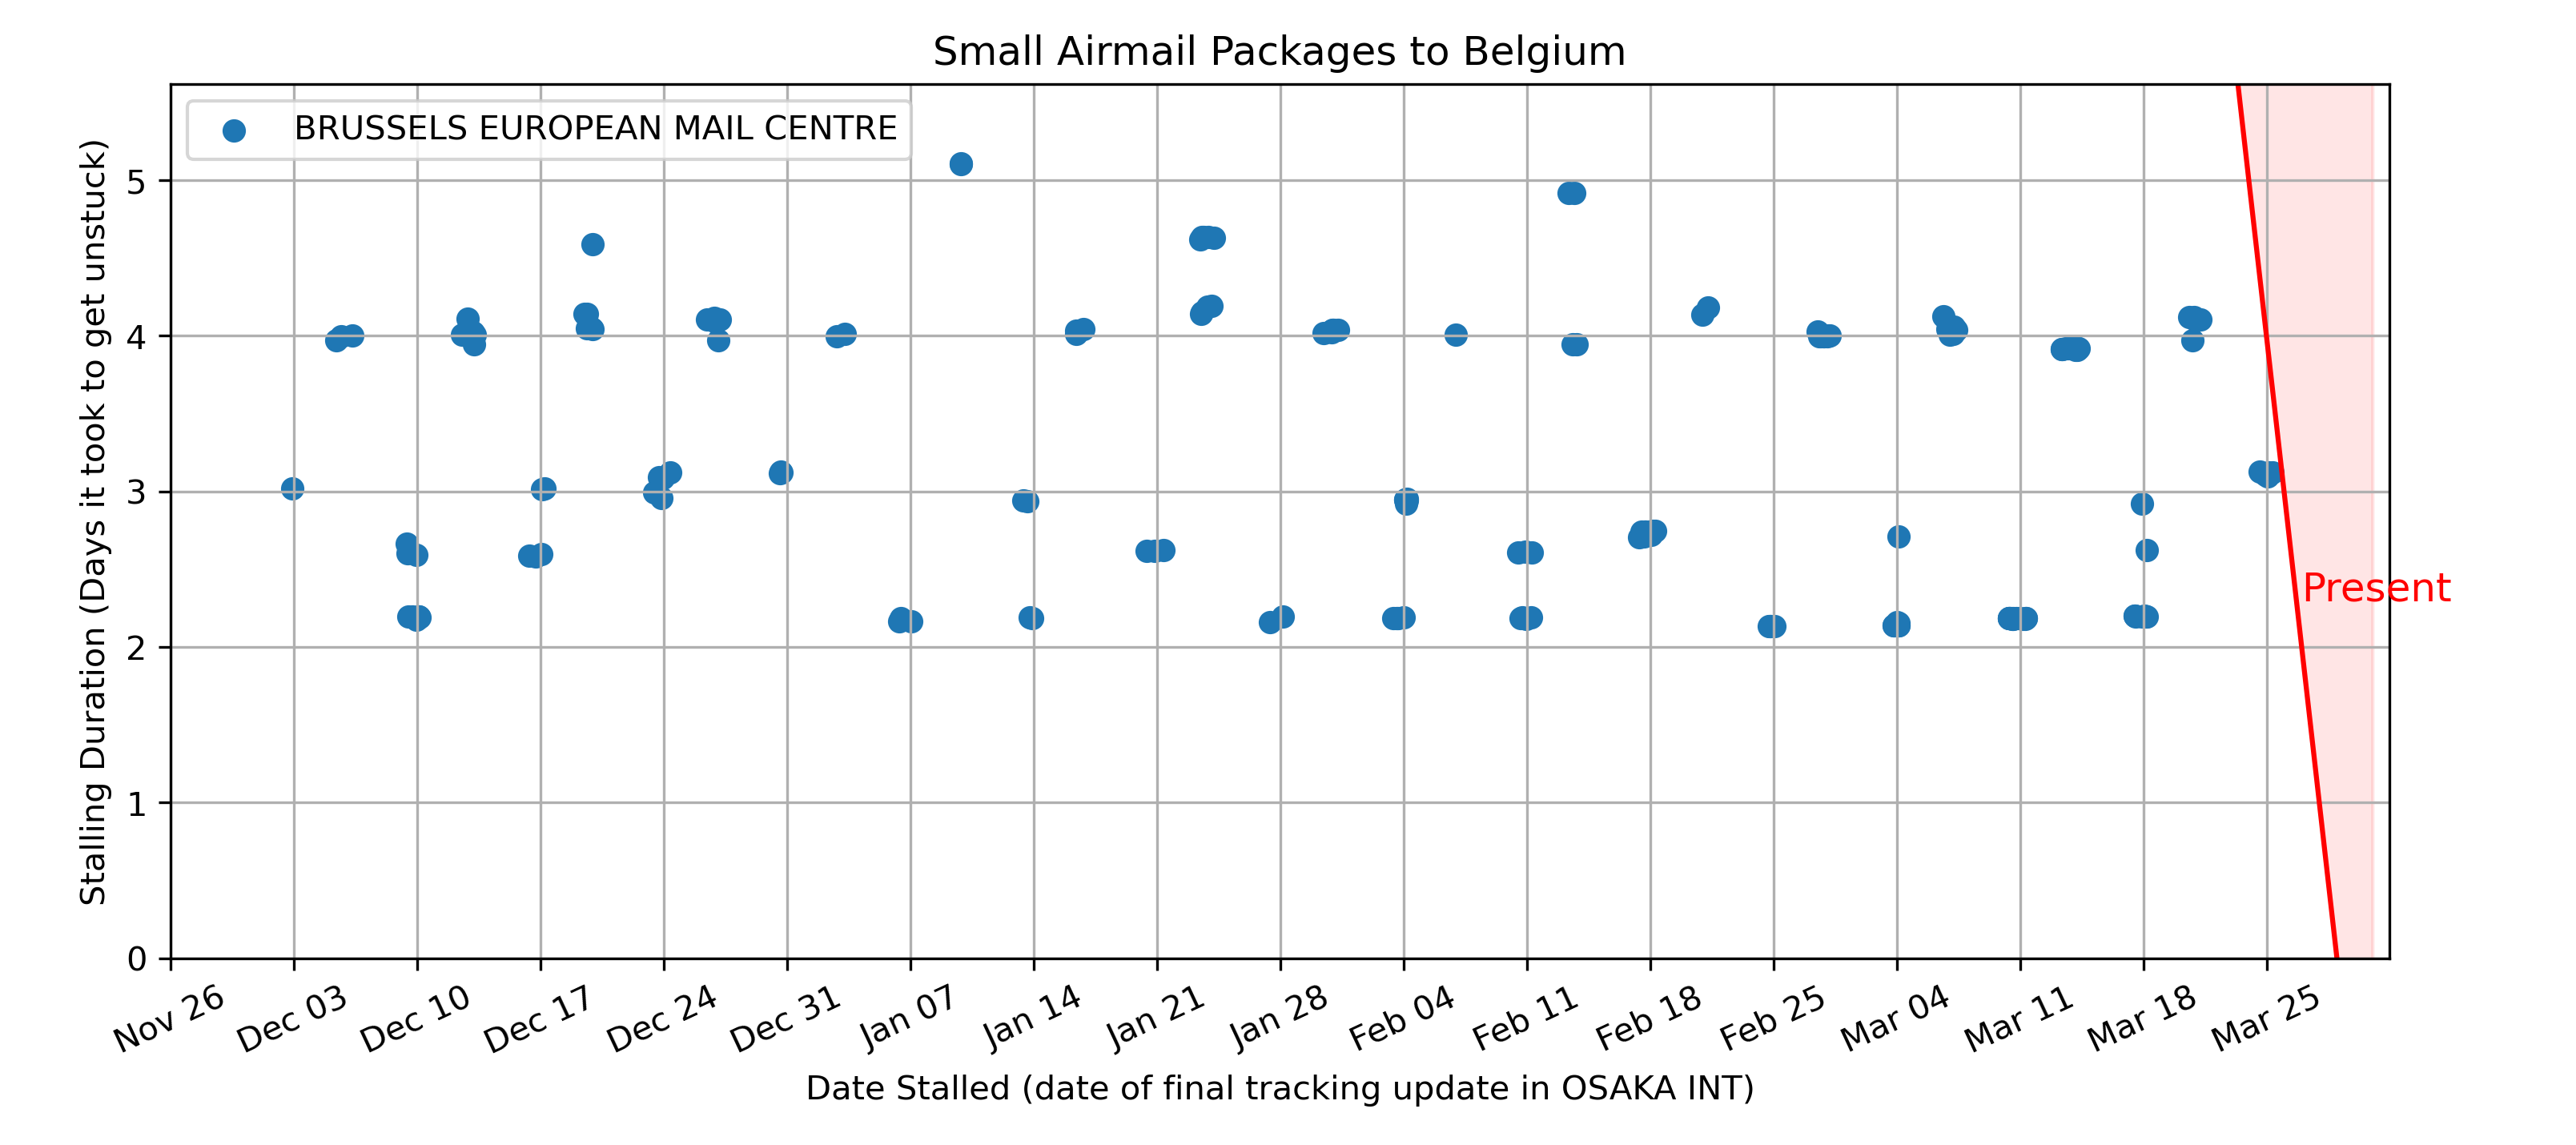 Small Airmail Packages to Belgium
BRUSSELS EUROPEAN MAIL CENTRE
Stalling Duration (Days it took to get unstuck)
5
4
3
2
1
0
Present
Nov 26
Dec 03
Dec 10
Dec 17
Dec 24
Dec 31
Jan 07
Jan 14
Jan 21
Jan 28
Feb 04
Feb 11
Feb 18
Feb 25
Mar 04
Mar 11
Mar 18
Mar 25
Date Stalled (date of final tracking update in OSAKA INT)